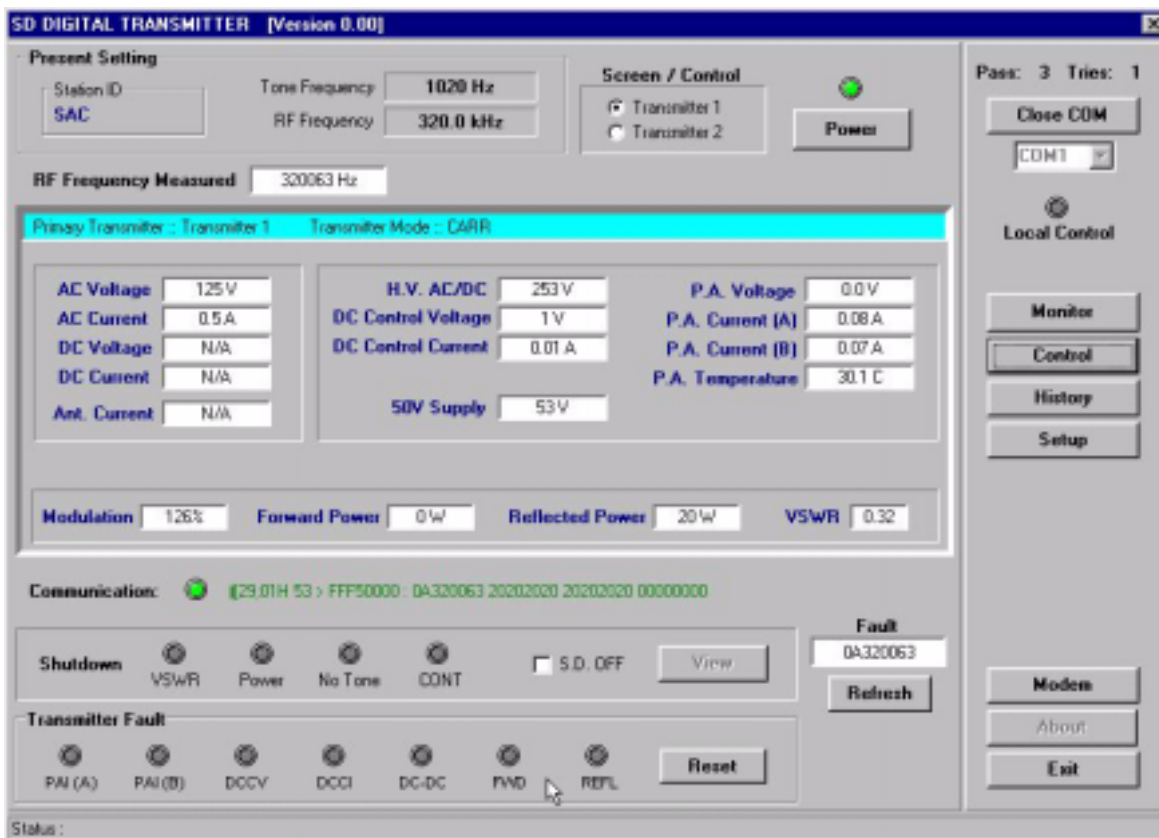 SD DIGITAL TRANSMITTER [Version 0.00]
Present Setting
Station ID
SAC
Tone Frequency 1020 Hz
RF Frequency 320.0 kHz
Screen / Control
Transmitter 1
Transmitter 2
Power
Pass: 3 Tries: 1
Close COM
COM1
Local Control
RF Frequency Measured 320063 Hz
Primary Transmitter :: Transmitter 1 Transmitter Mode :: CARR
AC Voltage 125 V
AC Current 0.5 A
DC Voltage N/A
DC Current N/A
Ant. Current N/A
H.V. AC/DC 253 V
DC Control Voltage 1 V
DC Control Current 0.01 A
50V Supply 53 V
P.A. Voltage 0.0 V
P.A. Current (A) 0.08 A
P.A. Current (B) 0.07 A
P.A. Temperature 30.1 C
Monitor
Control
History
Setup
Modulation 126% Forward Power 0 W Reflected Power 20 W VSWR 0.32
Communication: ([29,01H 53 > FFF50000 : 0A320063 20202020 20202020 00000000
Shutdown
VSWR Power No Tone CONT
S.D. OFF
View
Fault
0A320063
Refresh
Transmitter Fault
PAI (A) PAI (B) DCCV DCCI DC-DC FWD REFL
Reset
Modem
About
Exit
Status :